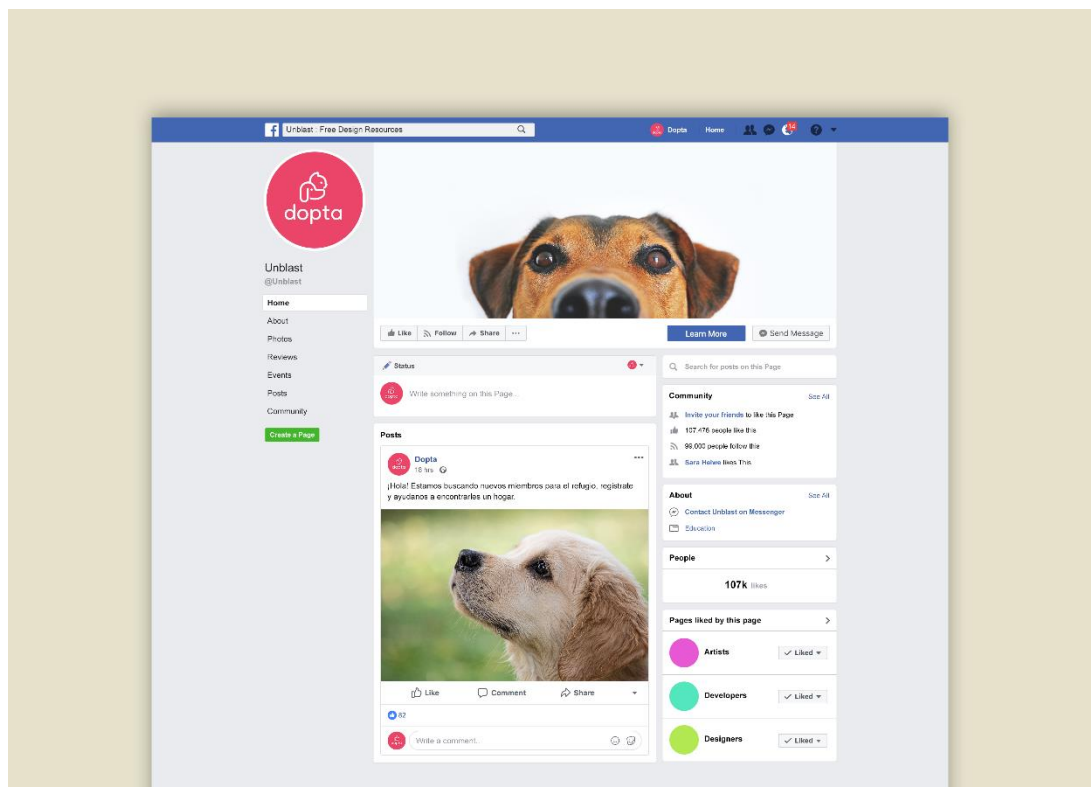 Unblast : Free Design Resources
Dopta
Home
14
dopta
Unblast
@Unblast
Home
About
Photos
Reviews
Events
Posts
Community
Create a Page
Like
Follow
Share
Learn More
Send Message
Status
Write something on this Page...
Posts
Dopta
18 hrs
¡Hola! Estamos buscando nuevos miembros para el refugio, registrate
y ayudanos a encontrarles un hogar.
Like
Comment
Share
82
Write a comment...
Search for posts on this Page
Community
See All
Invite your friends to like this Page
107,476 people like this
99,000 people follow this
Sara Hehee likes This
About
See All
Contact Unblast on Messenger
Education
People
107k likes
Pages liked by this page
Artists
Liked
Developers
Liked
Designers
Liked